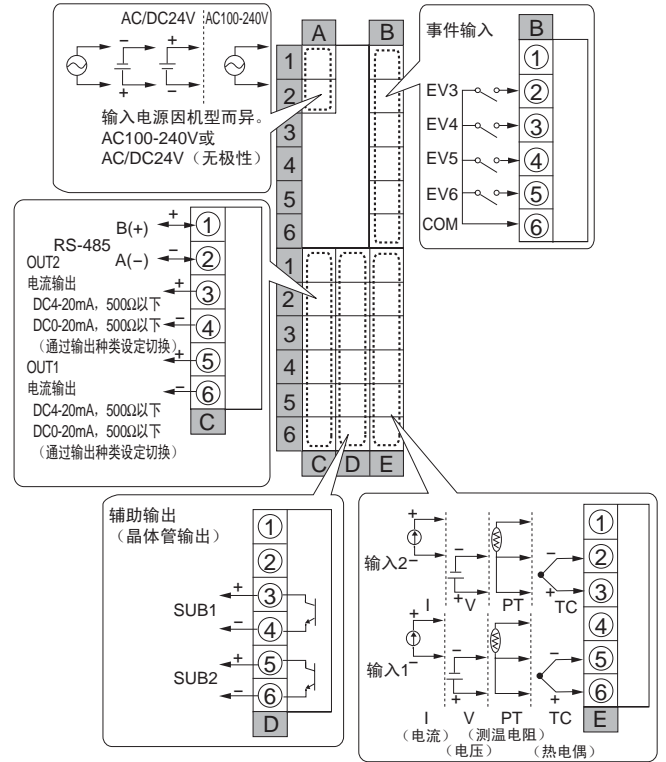 AC/DC24V AC100-240V
− +
+ −
输入电源因机型而异。
AC100-240V或
AC/DC24V（无极性）
A B
1
2
3
4
5
6
1
2
3
4
5
6
C D E
事件输入 B
①
EV3 ②
EV4 ③
EV5 ④
EV6 ⑤
COM ⑥
B(+) + ①
RS-485
A(−) − ②
OUT2
电流输出 + ③
DC4-20mA，500Ω以下
DC0-20mA，500Ω以下 − ④
（通过输出种类设定切换）
+ ⑤
OUT1
电流输出 − ⑥
DC4-20mA，500Ω以下
DC0-20mA，500Ω以下
（通过输出种类设定切换）
C
辅助输出
（晶体管输出）
①
②
SUB1 + ③
− ④
SUB2 + ⑤
− ⑥
D
①
+ − − ②
输入2 −
+ + ③
I V PT TC
④
+ − − ⑤
输入1 −
+ + ⑥
I V PT TC E
（电流） （测温电阻）
（电压） （热电偶）